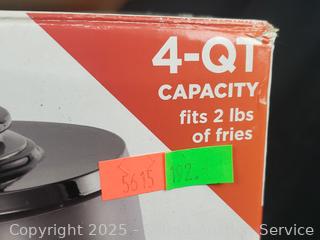 4-QT
CAPACITY
fits 2 lbs
of fries
5615 192.
Copyright 2025 - Service